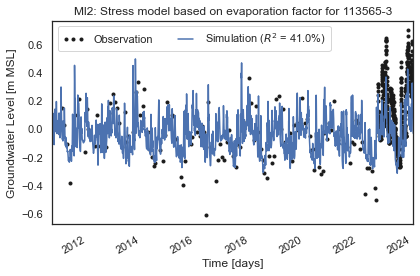 MI2: Stress model based on evaporation factor for 113565-3
Observation
Simulation (R² = 41.0%)
Groundwater Level [m MSL]
0.6
0.4
0.2
0.0
−0.2
−0.4
−0.6
2012
2014
2016
2018
2020
2022
2024
Time [days]